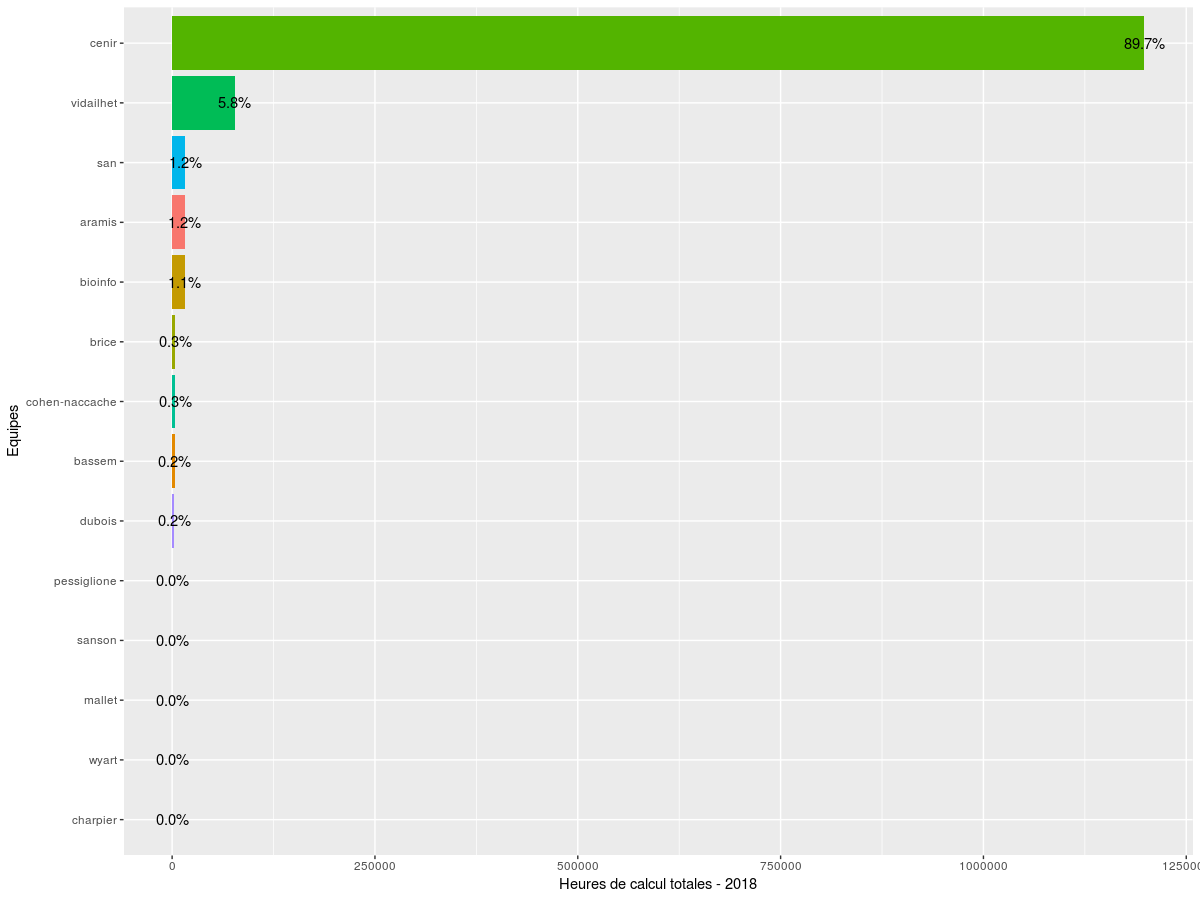 Equipes
cenir 89.7%
vidailhet 5.8%
san 1.2%
aramis 1.2%
bioinfo 1.1%
brice 0.3%
cohen-naccache 0.3%
bassem 0.2%
dubois 0.2%
pessiglione 0.0%
sanson 0.0%
mallet 0.0%
wyart 0.0%
charpier 0.0%
0 250000 500000 750000 1000000
Heures de calcul totales - 2018